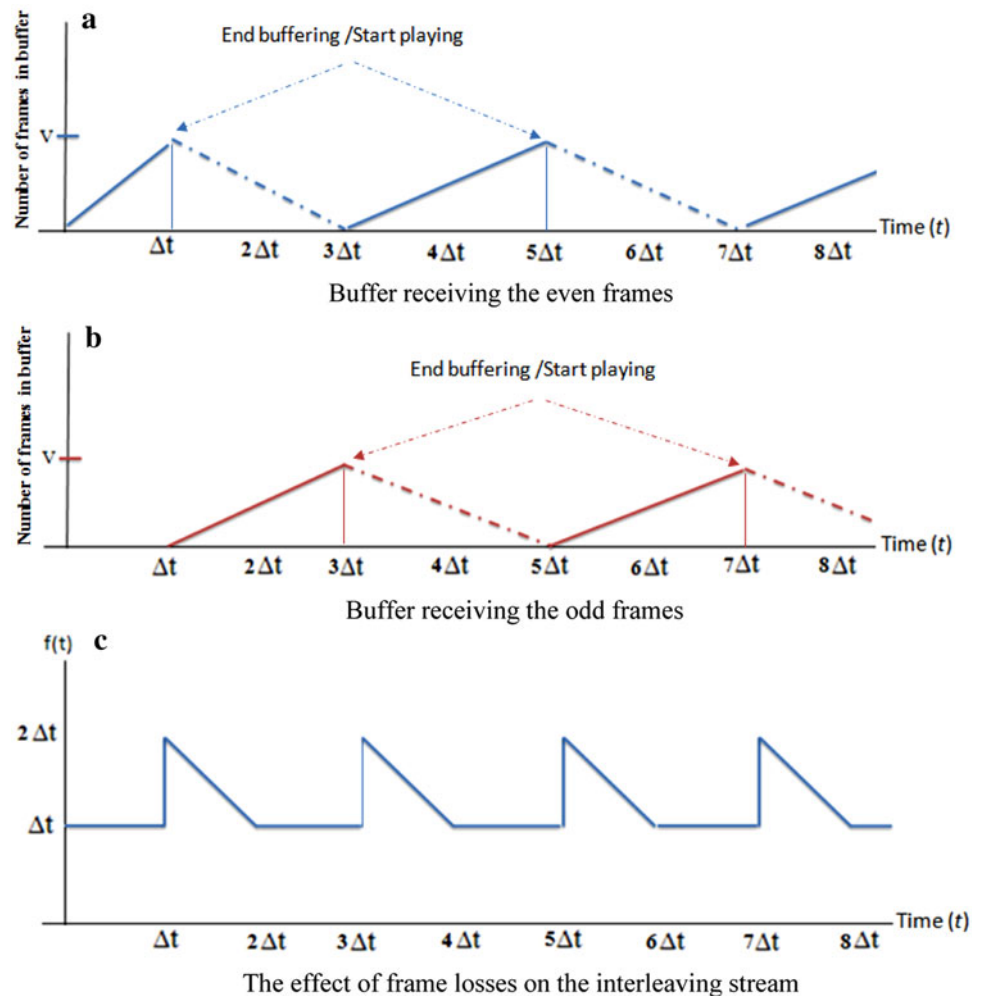 a
End buffering /Start playing
Number of frames in buffer
V
Time (t)
Δt 2Δt 3Δt 4Δt 5Δt 6Δt 7Δt 8Δt
Buffer receiving the even frames
b
End buffering /Start playing
Number of frames in buffer
V
Time (t)
Δt 2Δt 3Δt 4Δt 5Δt 6Δt 7Δt 8Δt
Buffer receiving the odd frames
c
f(t)
2 Δt
Δt
Time (t)
Δt 2Δt 3Δt 4Δt 5Δt 6Δt 7Δt 8Δt
The effect of frame losses on the interleaving stream